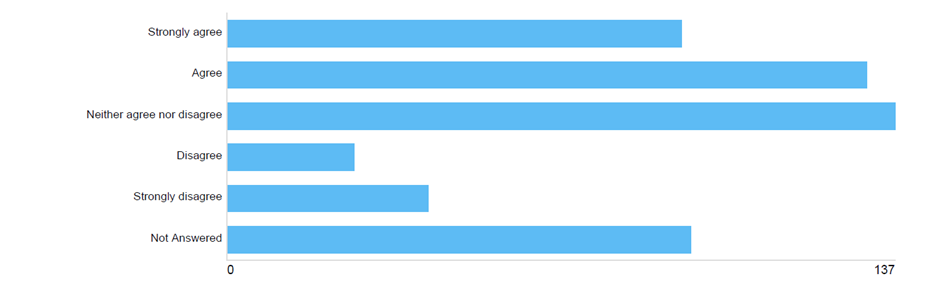 Strongly agree
Agree
Neither agree nor disagree
Disagree
Strongly disagree
Not Answered
0 137